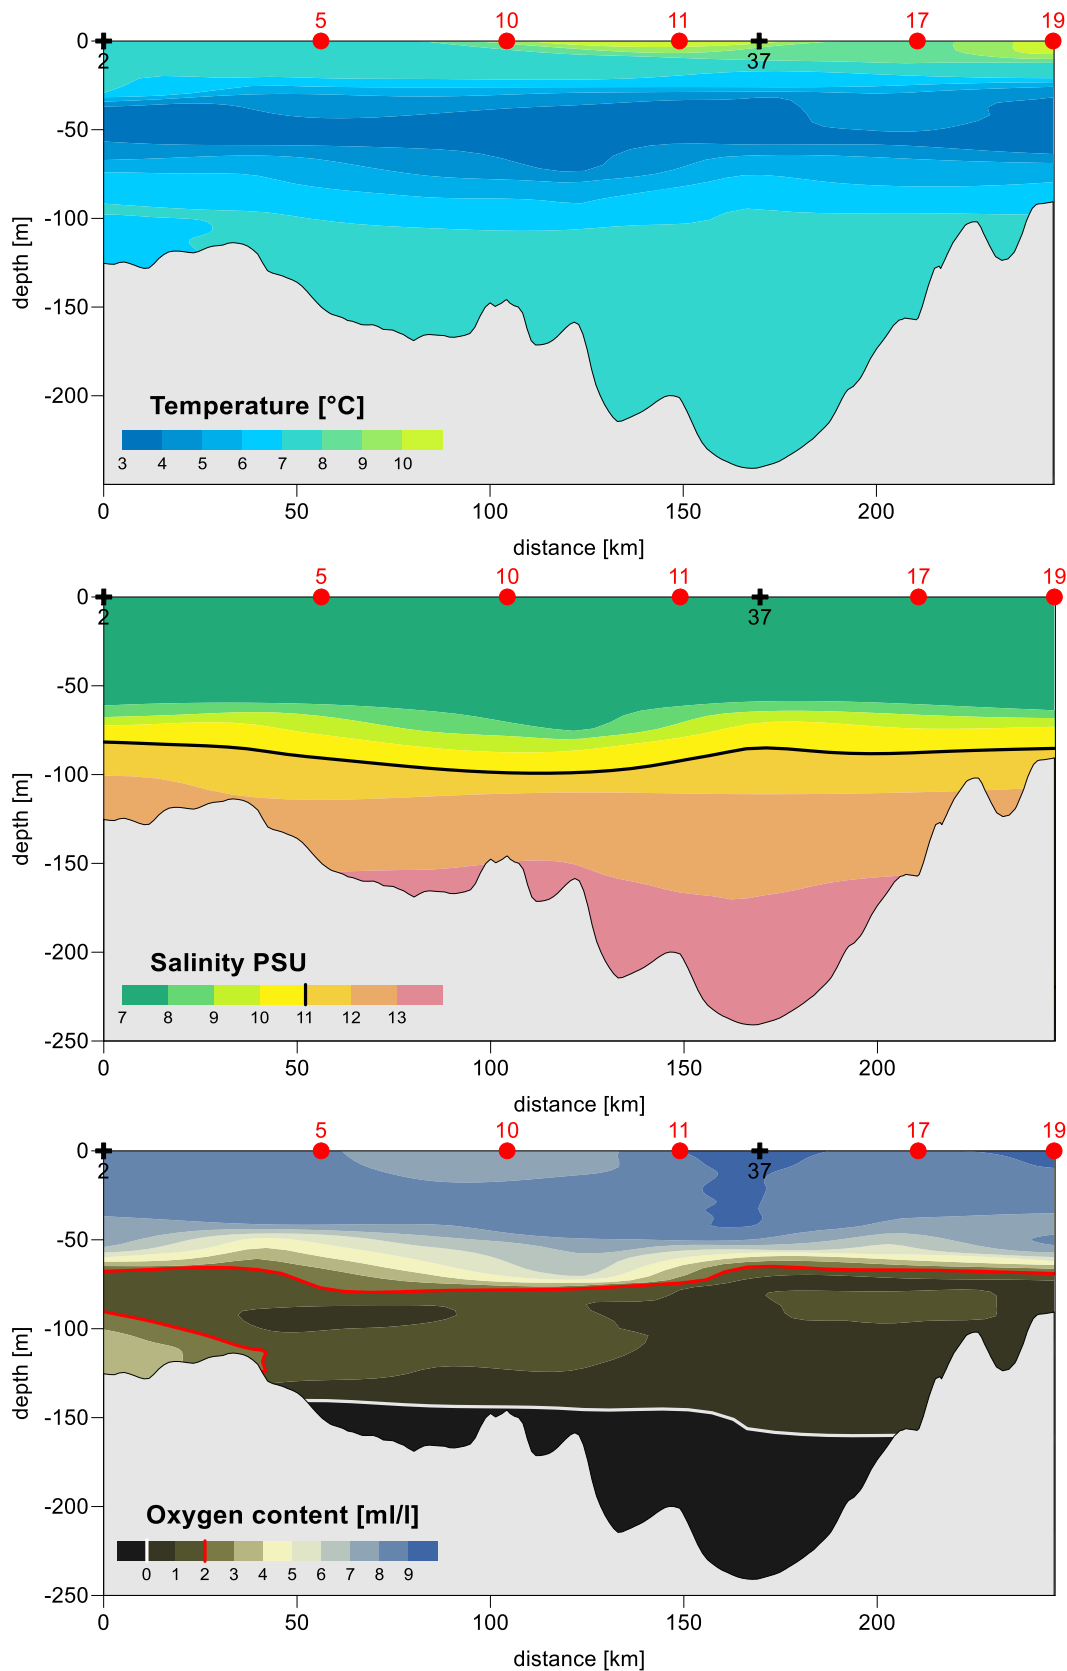 5 10 11 17 19
0
2 37
-50
-100
depth [m]
-150
-200
Temperature [°C]
3 4 5 6 7 8 9 10
0 50 100 150 200
distance [km]
5 10 11 17 19
0
2 37
-50
-100
depth [m]
-150
-200
Salinity PSU
7 8 9 10 11 12 13
-250
0 50 100 150 200
distance [km]
5 10 11 17 19
0
2 37
-50
-100
depth [m]
-150
-200
Oxygen content [ml/l]
0 1 2 3 4 5 6 7 8 9
-250
0 50 100 150 200
distance [km]